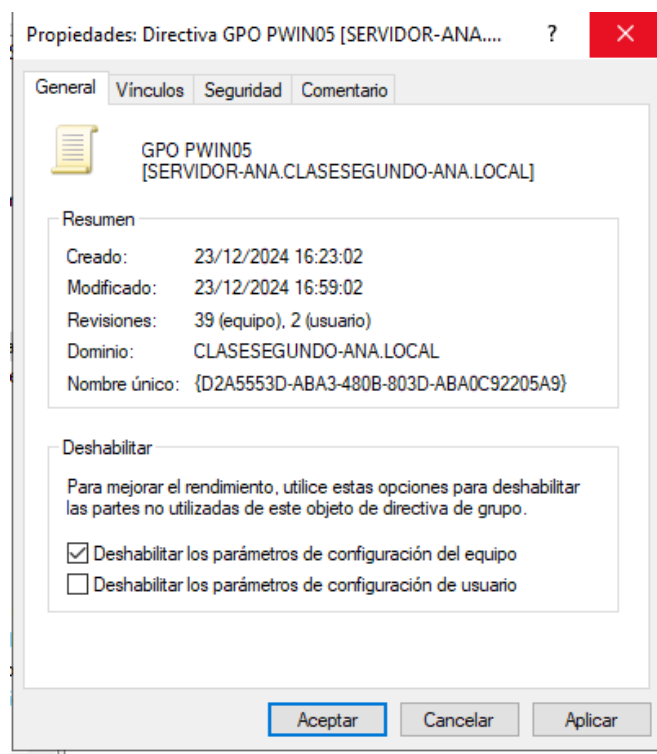 Propiedades: Directiva GPO PWIN05 [SERVIDOR-ANA....
?
General Vínculos Seguridad Comentario
GPO PWIN05
[SERVIDOR-ANA.CLASESEGUNDO-ANA.LOCAL]
Resumen
Creado: 23/12/2024 16:23:02
Modificado: 23/12/2024 16:59:02
Revisiones: 39 (equipo), 2 (usuario)
Dominio: CLASESEGUNDO-ANA.LOCAL
Nombre único: {D2A5553D-ABA3-480B-803D-ABA0C92205A9}
Deshabilitar
Para mejorar el rendimiento, utilice estas opciones para deshabilitar
las partes no utilizadas de este objeto de directiva de grupo.
Deshabilitar los parámetros de configuración del equipo
Deshabilitar los parámetros de configuración de usuario
Aceptar Cancelar Aplicar